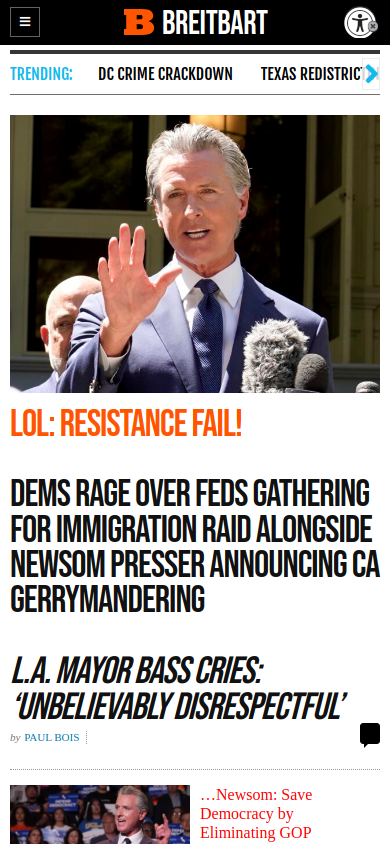 BREITBART
TRENDING: DC CRIME CRACKDOWN TEXAS REDISTRICT
LOL: RESISTANCE FAIL!
DEMS RAGE OVER FEDS GATHERING
FOR IMMIGRATION RAID ALONGSIDE
NEWSOM PRESSER ANNOUNCING CA
GERRYMANDERING
L.A. MAYOR BASS CRIES:
‘UNBELIEVABLY DISRESPECTFUL’
by PAUL BOIS
…Newsom: Save
Democracy by
Eliminating GOP